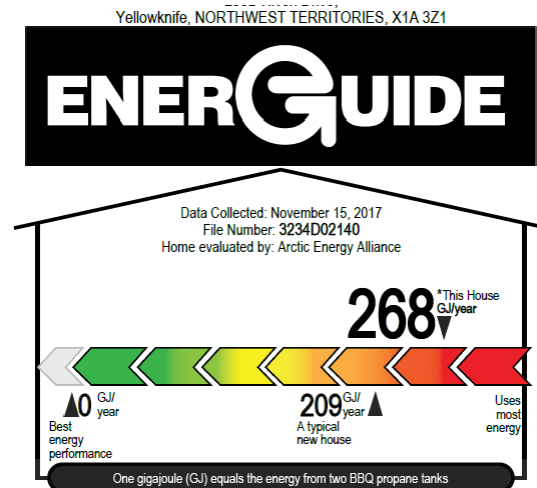 Yellowknife, NORTHWEST TERRITORIES, X1A 3Z1
ENERGUIDE
Data Collected: November 15, 2017
File Number: 3234D02140
Home evaluated by: Arctic Energy Alliance
268 *This House
GJ/year
0 GJ/
year
Best
energy
performance
209 GJ/
year
A typical
new house
Uses
most
energy
One gigajoule (GJ) equals the energy from two BBQ propane tanks